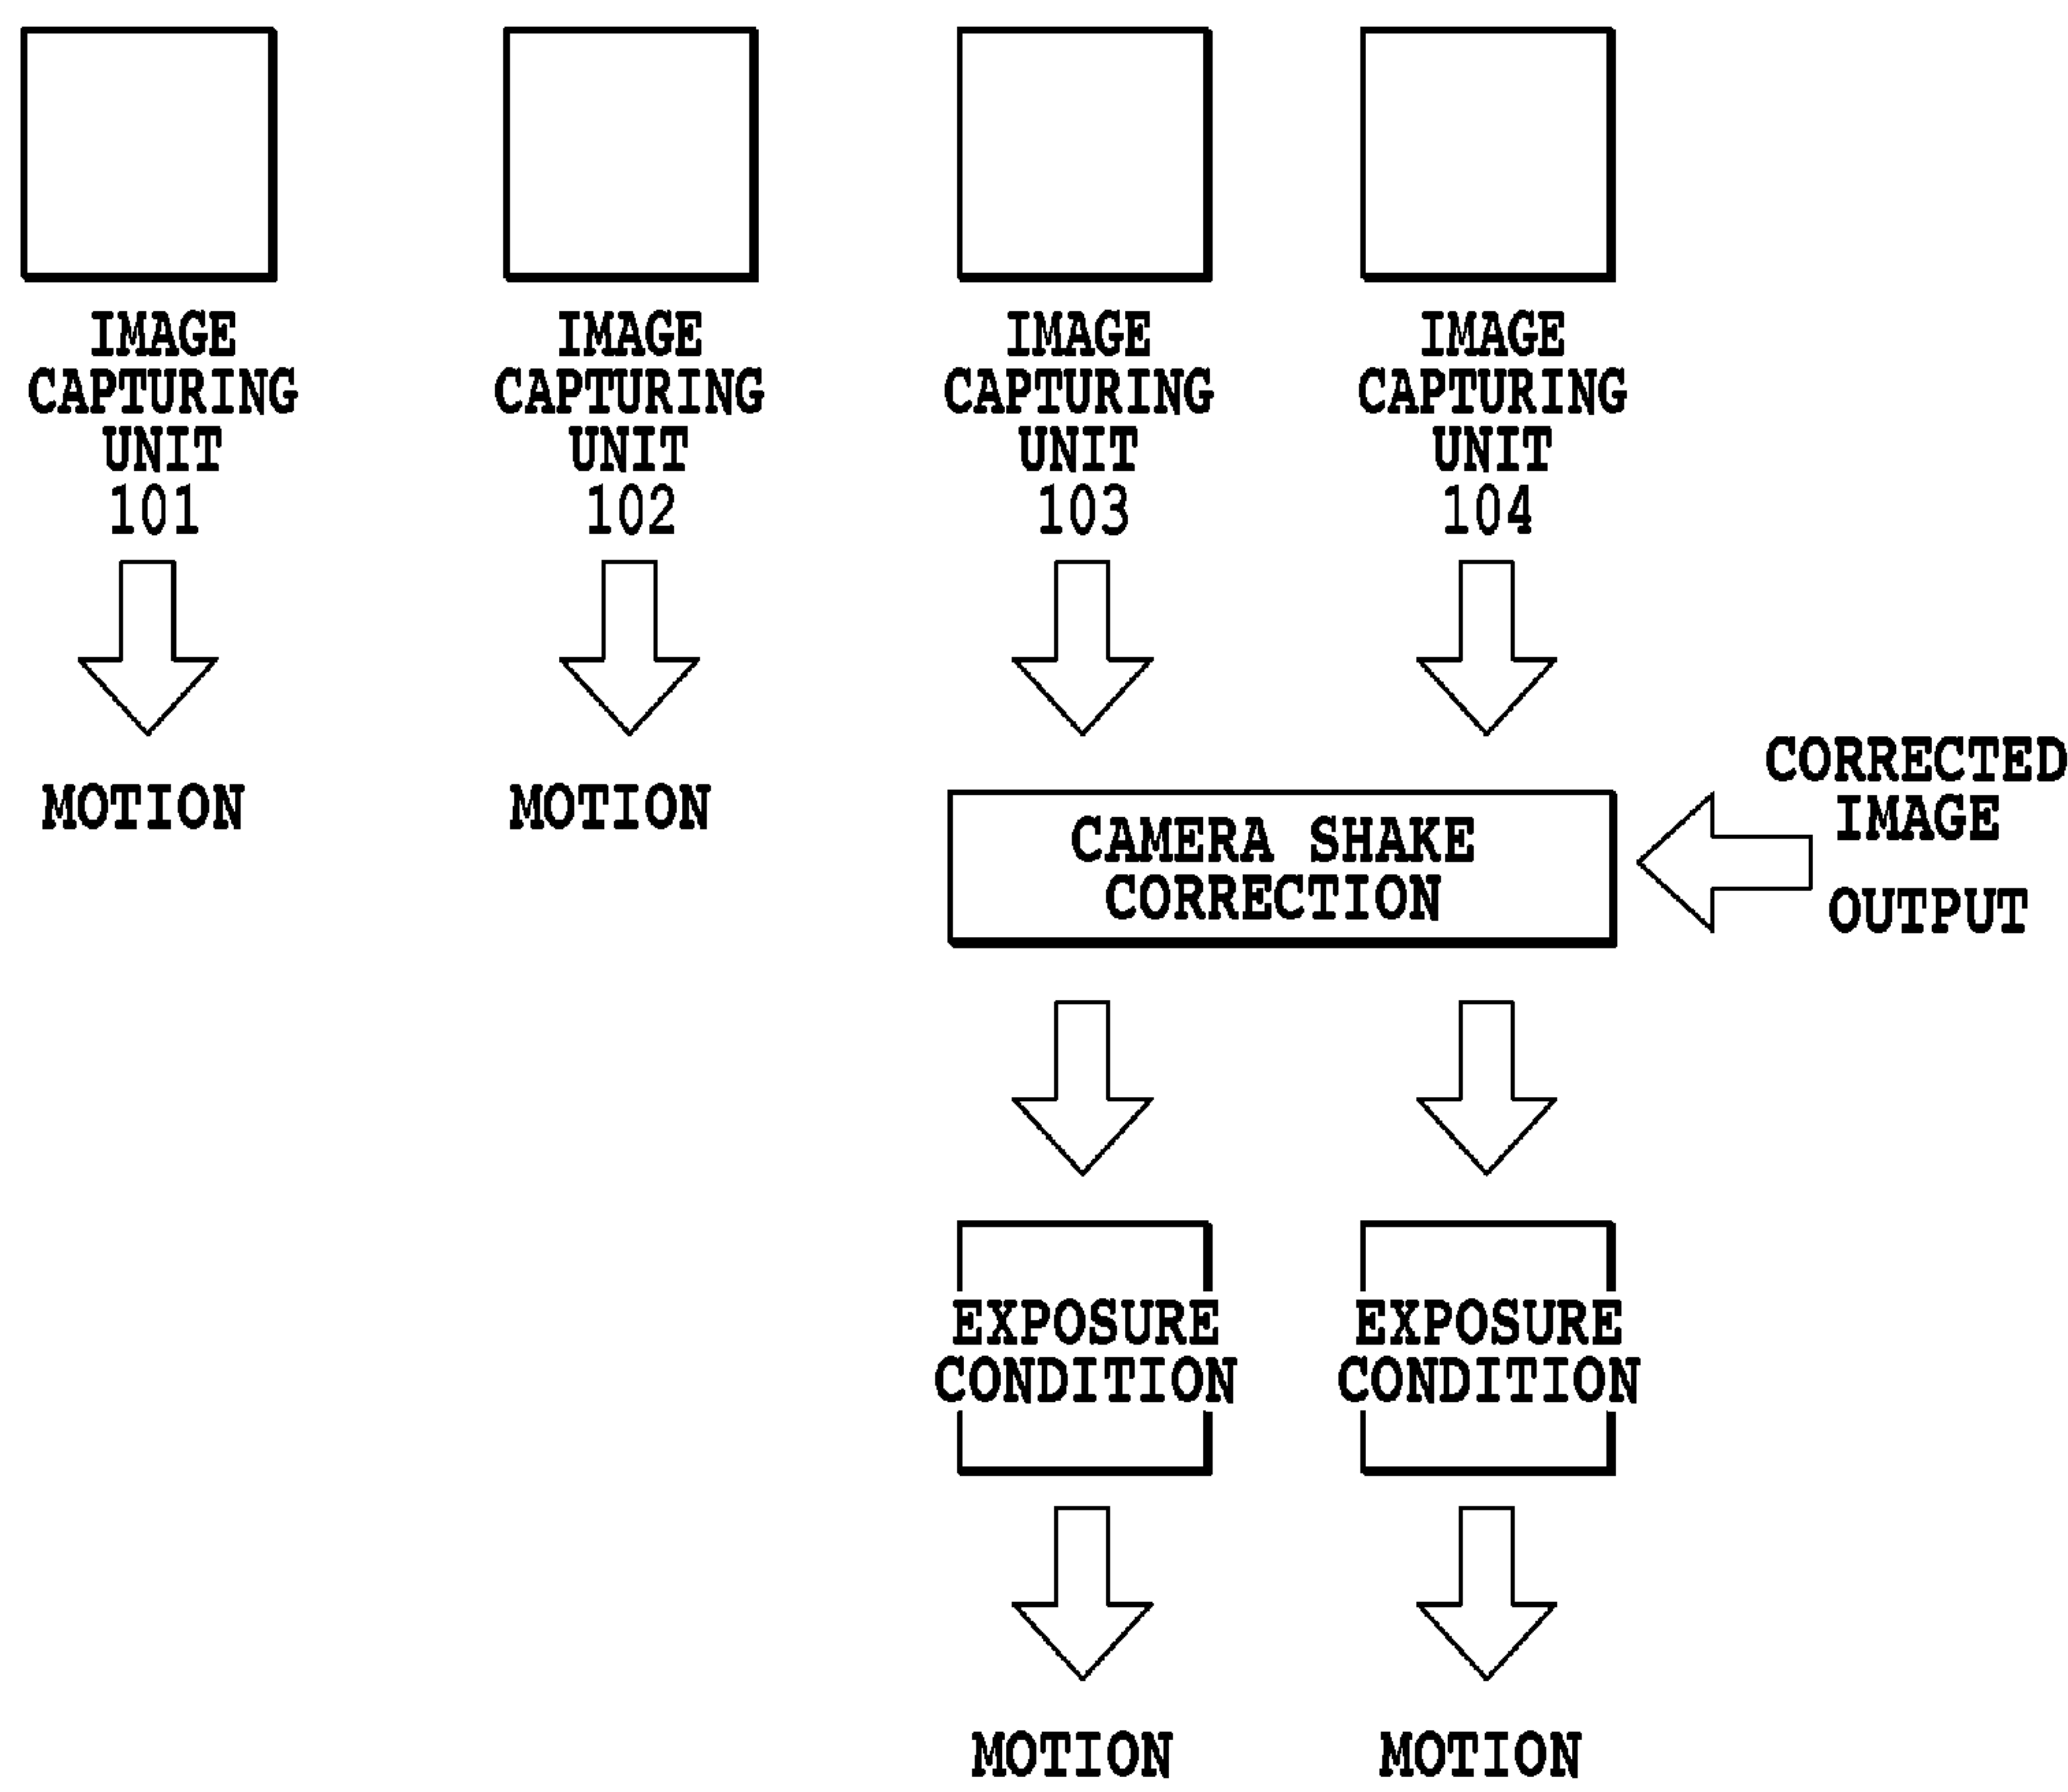 IMAGE
CAPTURING
UNIT
101
IMAGE
CAPTURING
UNIT
102
IMAGE
CAPTURING
UNIT
103
IMAGE
CAPTURING
UNIT
104
MOTION
MOTION
CAMERA SHAKE
CORRECTION
CORRECTED
IMAGE
OUTPUT
EXPOSURE
CONDITION
EXPOSURE
CONDITION
MOTION
MOTION